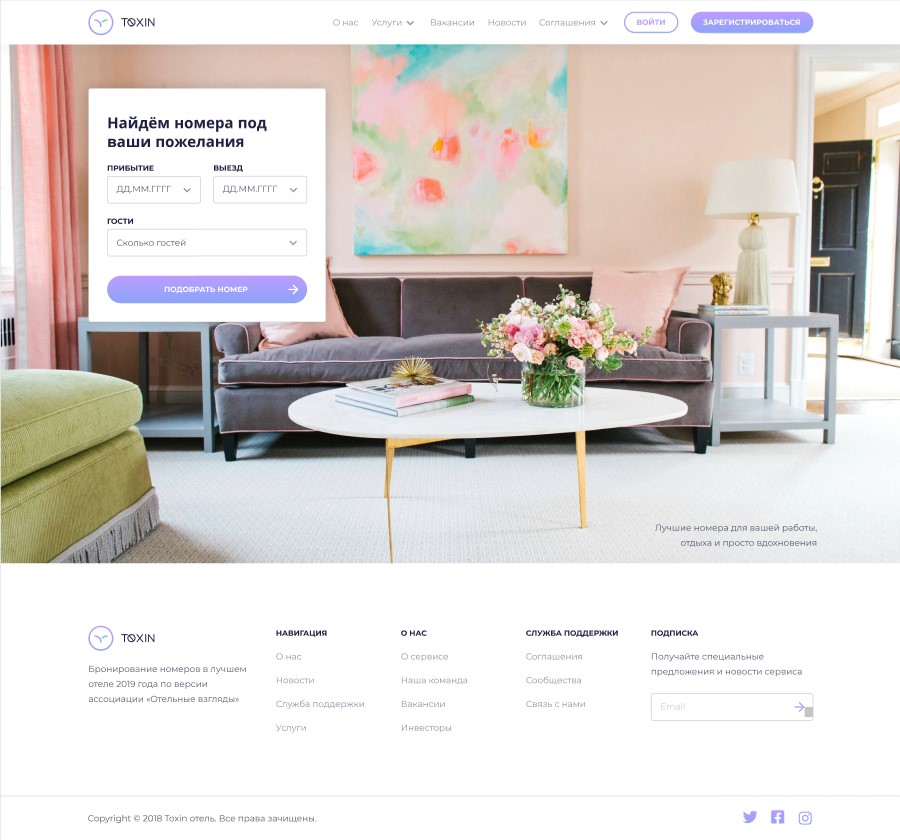 TOXIN
О нас Услуги Вакансии Новости Соглашения ВОЙТИ ЗАРЕГИСТРИРОВАТЬСЯ
Найдём номера под
ваши пожелания
ПРИБЫТИЕ ВЫЕЗД
ДД.ММ.ГГГГ ДД.ММ.ГГГГ
ГОСТИ
Сколько гостей
ПОДОБРАТЬ НОМЕР
Лучшие номера для вашей работы,
отдыха и просто вдохновения
TOXIN
Бронирование номеров в лучшем
отеле 2019 года по версии
ассоциации «Отельные взгляды»
НАВИГАЦИЯ
О нас
Новости
Служба поддержки
Услуги
О НАС
О сервисе
Наша команда
Вакансии
Инвесторы
СЛУЖБА ПОДДЕРЖКИ
Соглашения
Сообщества
Связь с нами
ПОДПИСКА
Получайте специальные
предложения и новости сервиса
Email
Copyright © 2018 Toxin отель. Все права зачищены.